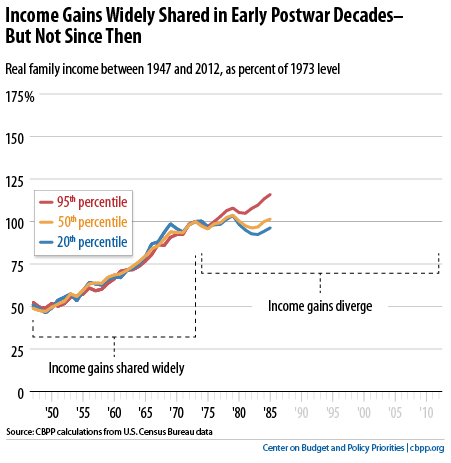 Income Gains Widely Shared in Early Postwar Decades–
But Not Since Then
Real family income between 1947 and 2012, as percent of 1973 level
175%
150
125
100
75
50
25
0
95th percentile
50th percentile
20th percentile
Income gains diverge
Income gains shared widely
'50 '55 '60 '65 '70 '75 '80 '85 '90 '95 '00 '05 '10
Source: CBPP calculations from U.S. Census Bureau data
Center on Budget and Policy Priorities | cbpp.org